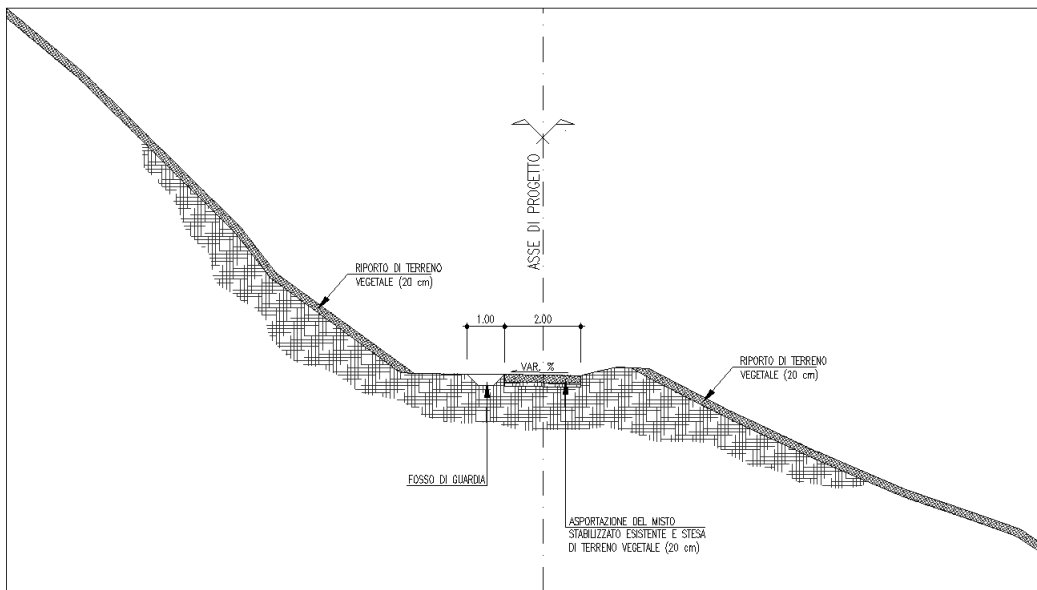 ASSE DI PROGETTO
RIPORTO DI TERRENO
VEGETALE (20 cm)
1.00
2.00
VAR. %
RIPORTO DI TERRENO
VEGETALE (20 cm)
FOSSO DI GUARDIA
ASPORTAZIONE DEL MISTO
STABILIZZATO ESISTENTE E STESA
DI TERRENO VEGETALE (20 cm)